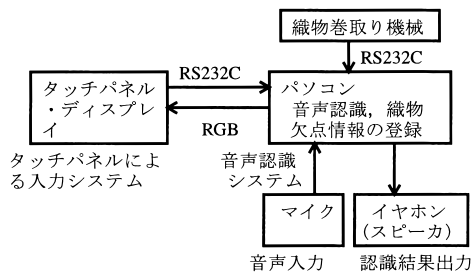 織物巻取り機械
RS232C
RS232C
タッチパネル
・ディスプレ
イ
パソコン
音声認識，織物
欠点情報の登録
RGB
タッチパネルによ
る入力システム
音声認識
システム
マイク
イヤホン
(スピーカ)
音声入力
認識結果出力